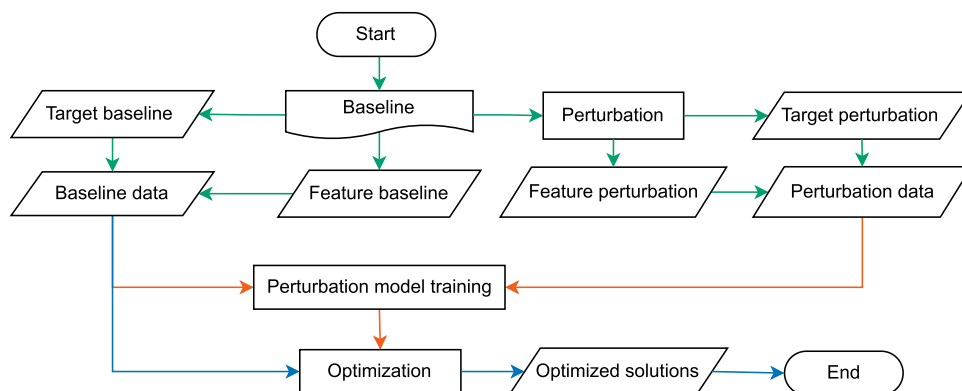 Start
Target baseline
Baseline
Perturbation
Target perturbation
Baseline data
Feature baseline
Feature perturbation
Perturbation data
Perturbation model training
Optimization
Optimized solutions
End